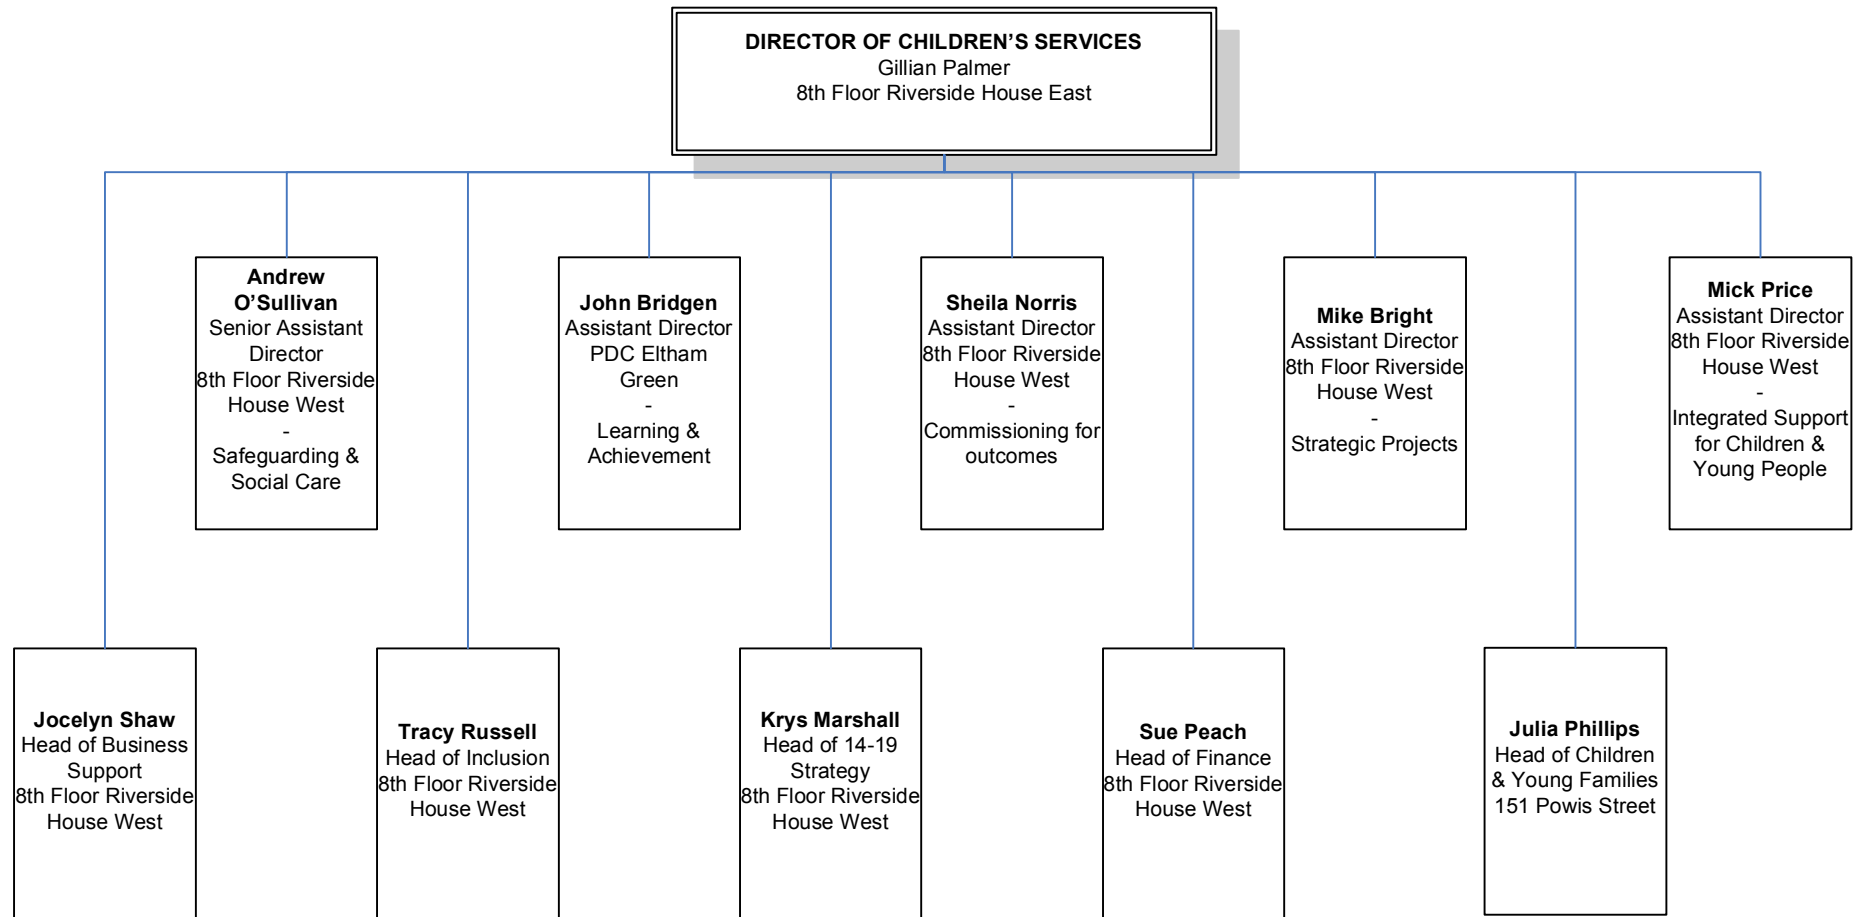 DIRECTOR OF CHILDREN’S SERVICES
Gillian Palmer
8th Floor Riverside House East
Andrew
O’Sullivan
Senior Assistant
Director
8th Floor Riverside
House West
-
Safeguarding &
Social Care
John Bridgen
Assistant Director
PDC Eltham
Green
-
Learning &
Achievement
Sheila Norris
Assistant Director
8th Floor Riverside
House West
-
Commissioning for
outcomes
Mike Bright
Assistant Director
8th Floor Riverside
House West
-
Strategic Projects
Mick Price
Assistant Director
8th Floor Riverside
House West
-
Integrated Support
for Children &
Young People
Jocelyn Shaw
Head of Business
Support
8th Floor Riverside
House West
Tracy Russell
Head of Inclusion
8th Floor Riverside
House West
Krys Marshall
Head of 14-19
Strategy
8th Floor Riverside
House West
Sue Peach
Head of Finance
8th Floor Riverside
House West
Julia Phillips
Head of Children
& Young Families
151 Powis Street